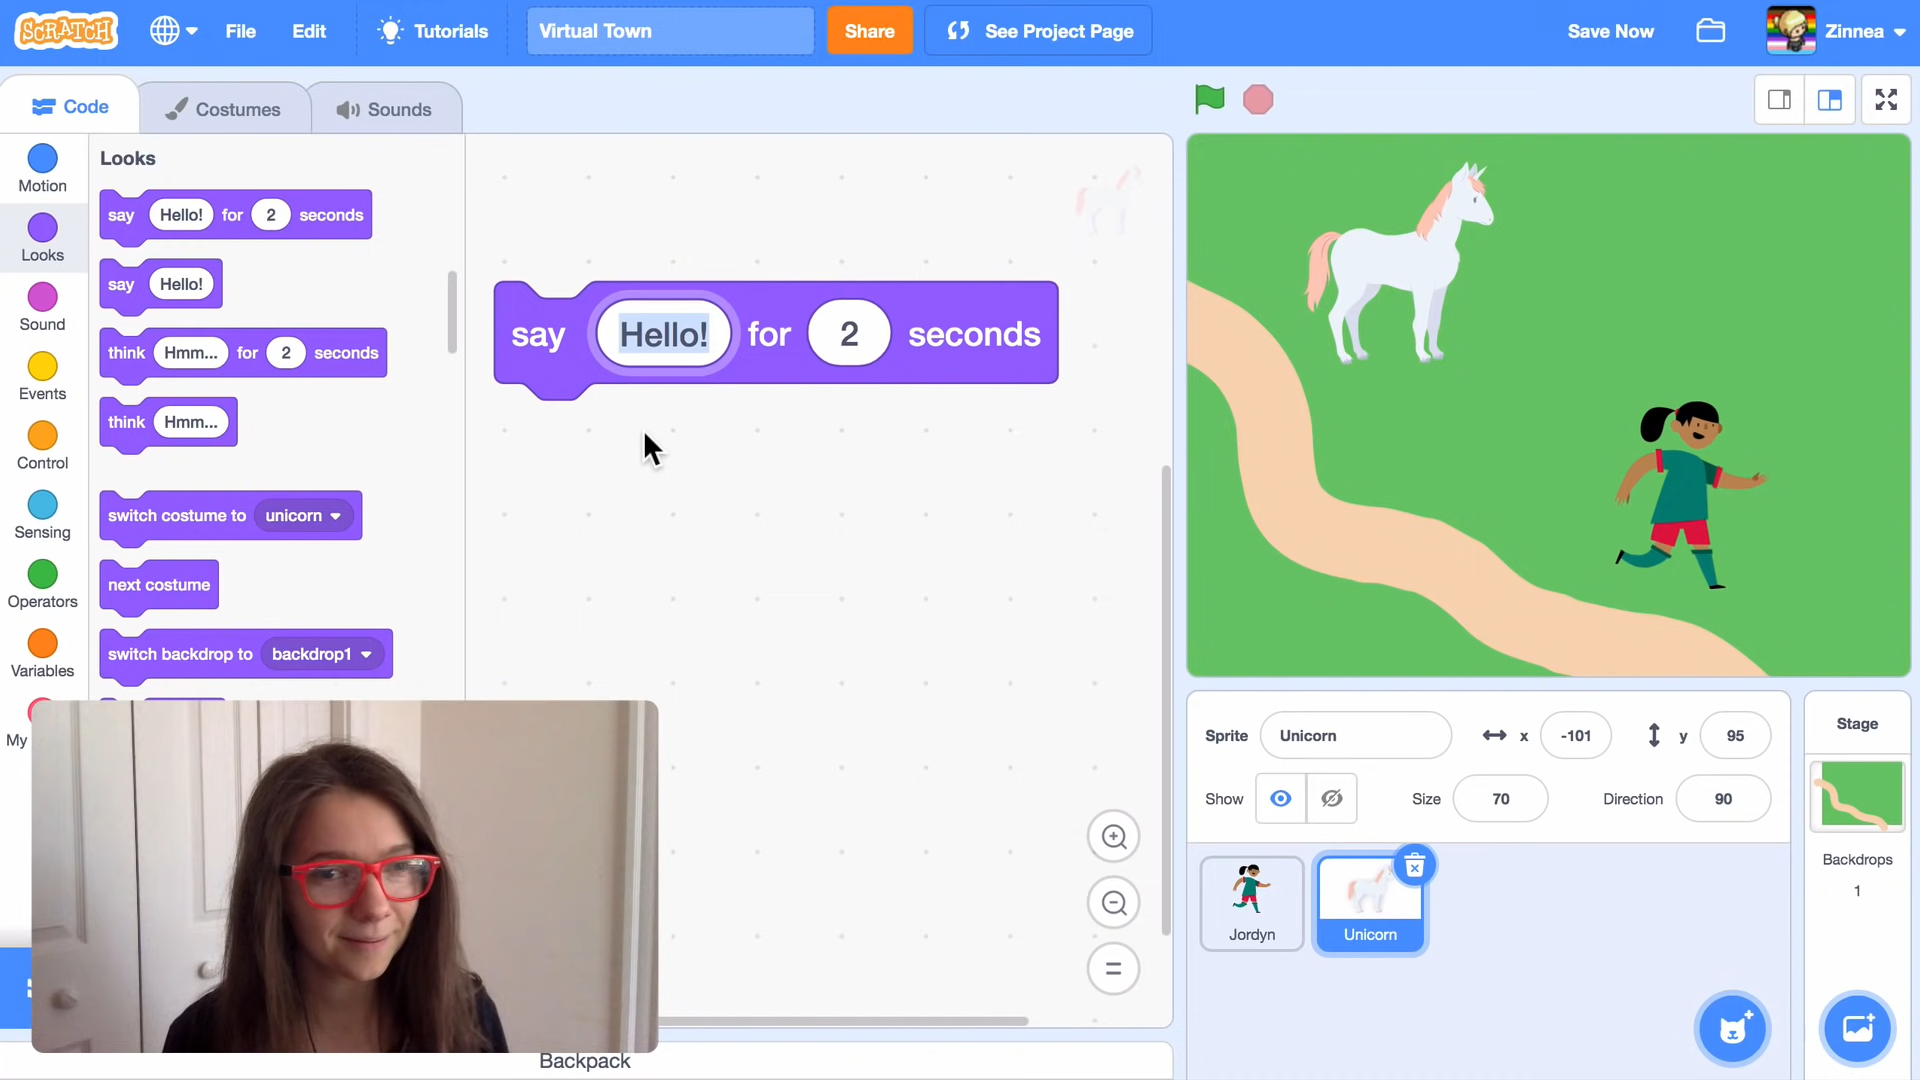 SCRATCH File Edit Tutorials Virtual Town Share See Project Page Save Now Zinnea
Code Costumes Sounds
Motion
Looks
Sound
Events
Control
Sensing
Operators
Variables
My
Looks
say Hello! for 2 seconds
say Hello!
think Hmm... for 2 seconds
think Hmm...
switch costume to unicorn
next costume
switch backdrop to backdrop1
say Hello! for 2 seconds
Backpack
Sprite Unicorn x -101 y 95
Show Size 70 Direction 90
Jordyn
Unicorn
Stage
Backdrops
1